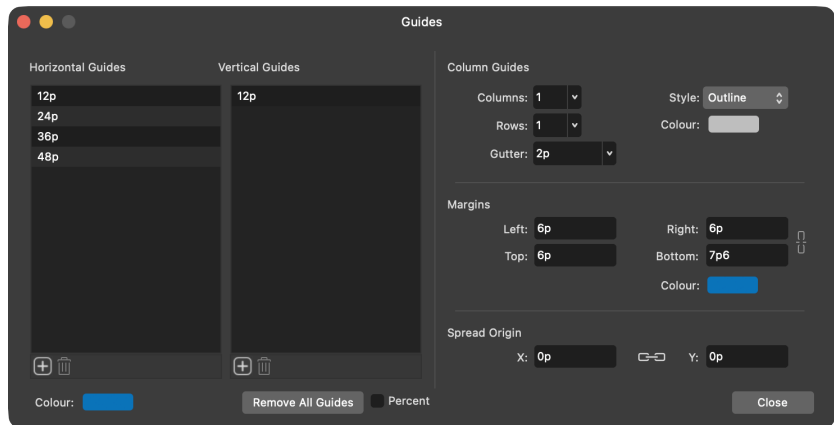 Guides
Horizontal Guides
12p
24p
36p
48p
Vertical Guides
12p
Colour:
Remove All Guides
Percent
Column Guides
Columns: 1
Style: Outline
Rows: 1
Colour:
Gutter: 2p
Margins
Left: 6p
Right: 6p
Top: 6p
Bottom: 7p6
Colour:
Spread Origin
X: 0p
Y: 0p
Close